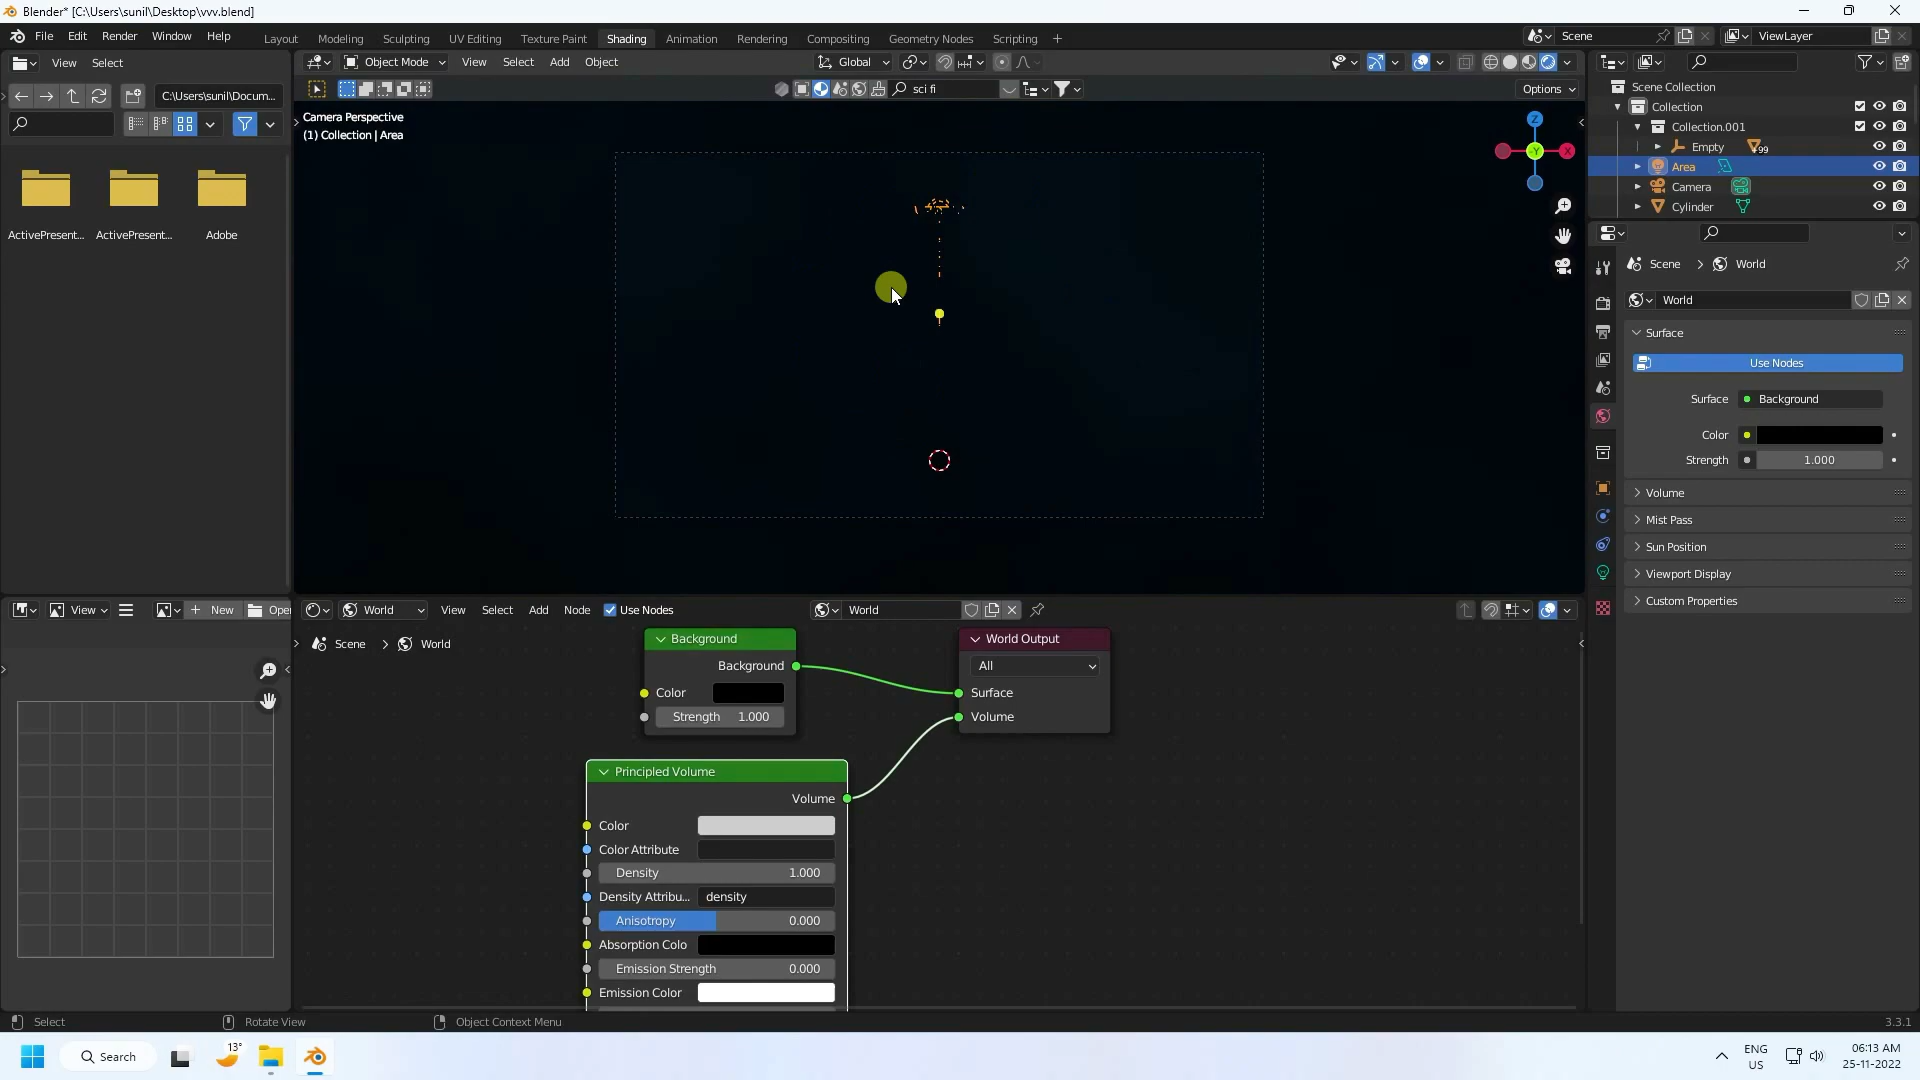 Blender* [C:\Users\sunil\Desktop\vvv.blend]
File Edit Render Window Help
Layout Modeling Sculpting UV Editing Texture Paint Shading Animation Rendering Compositing Geometry Nodes Scripting +
Scene
ViewLayer
View Select
Object Mode View Select Add Object
Global
C:\Users\sunil\Docum...
sci fi
Options
Camera Perspective
(1) Collection | Area
Z
Y
X
ActivePresent... ActivePresent... Adobe
Scene Collection
Collection
Collection.001
Empty 99
Area
Camera
Cylinder
Scene > World
World
Surface
Use Nodes
Surface Background
Color
Strength 1.000
Volume
Mist Pass
Sun Position
Viewport Display
Custom Properties
View New Open
World View Select Add Node Use Nodes World
Scene > World
Background
Background
Color
Strength 1.000
World Output
All
Surface
Volume
Principled Volume
Volume
Color
Color Attribute
Density 1.000
Density Attribu... density
Anisotropy 0.000
Absorption Colo
Emission Strength 0.000
Emission Color
Select Rotate View Object Context Menu 3.3.1
Search
13°
ENG
US
06:13 AM
25-11-2022